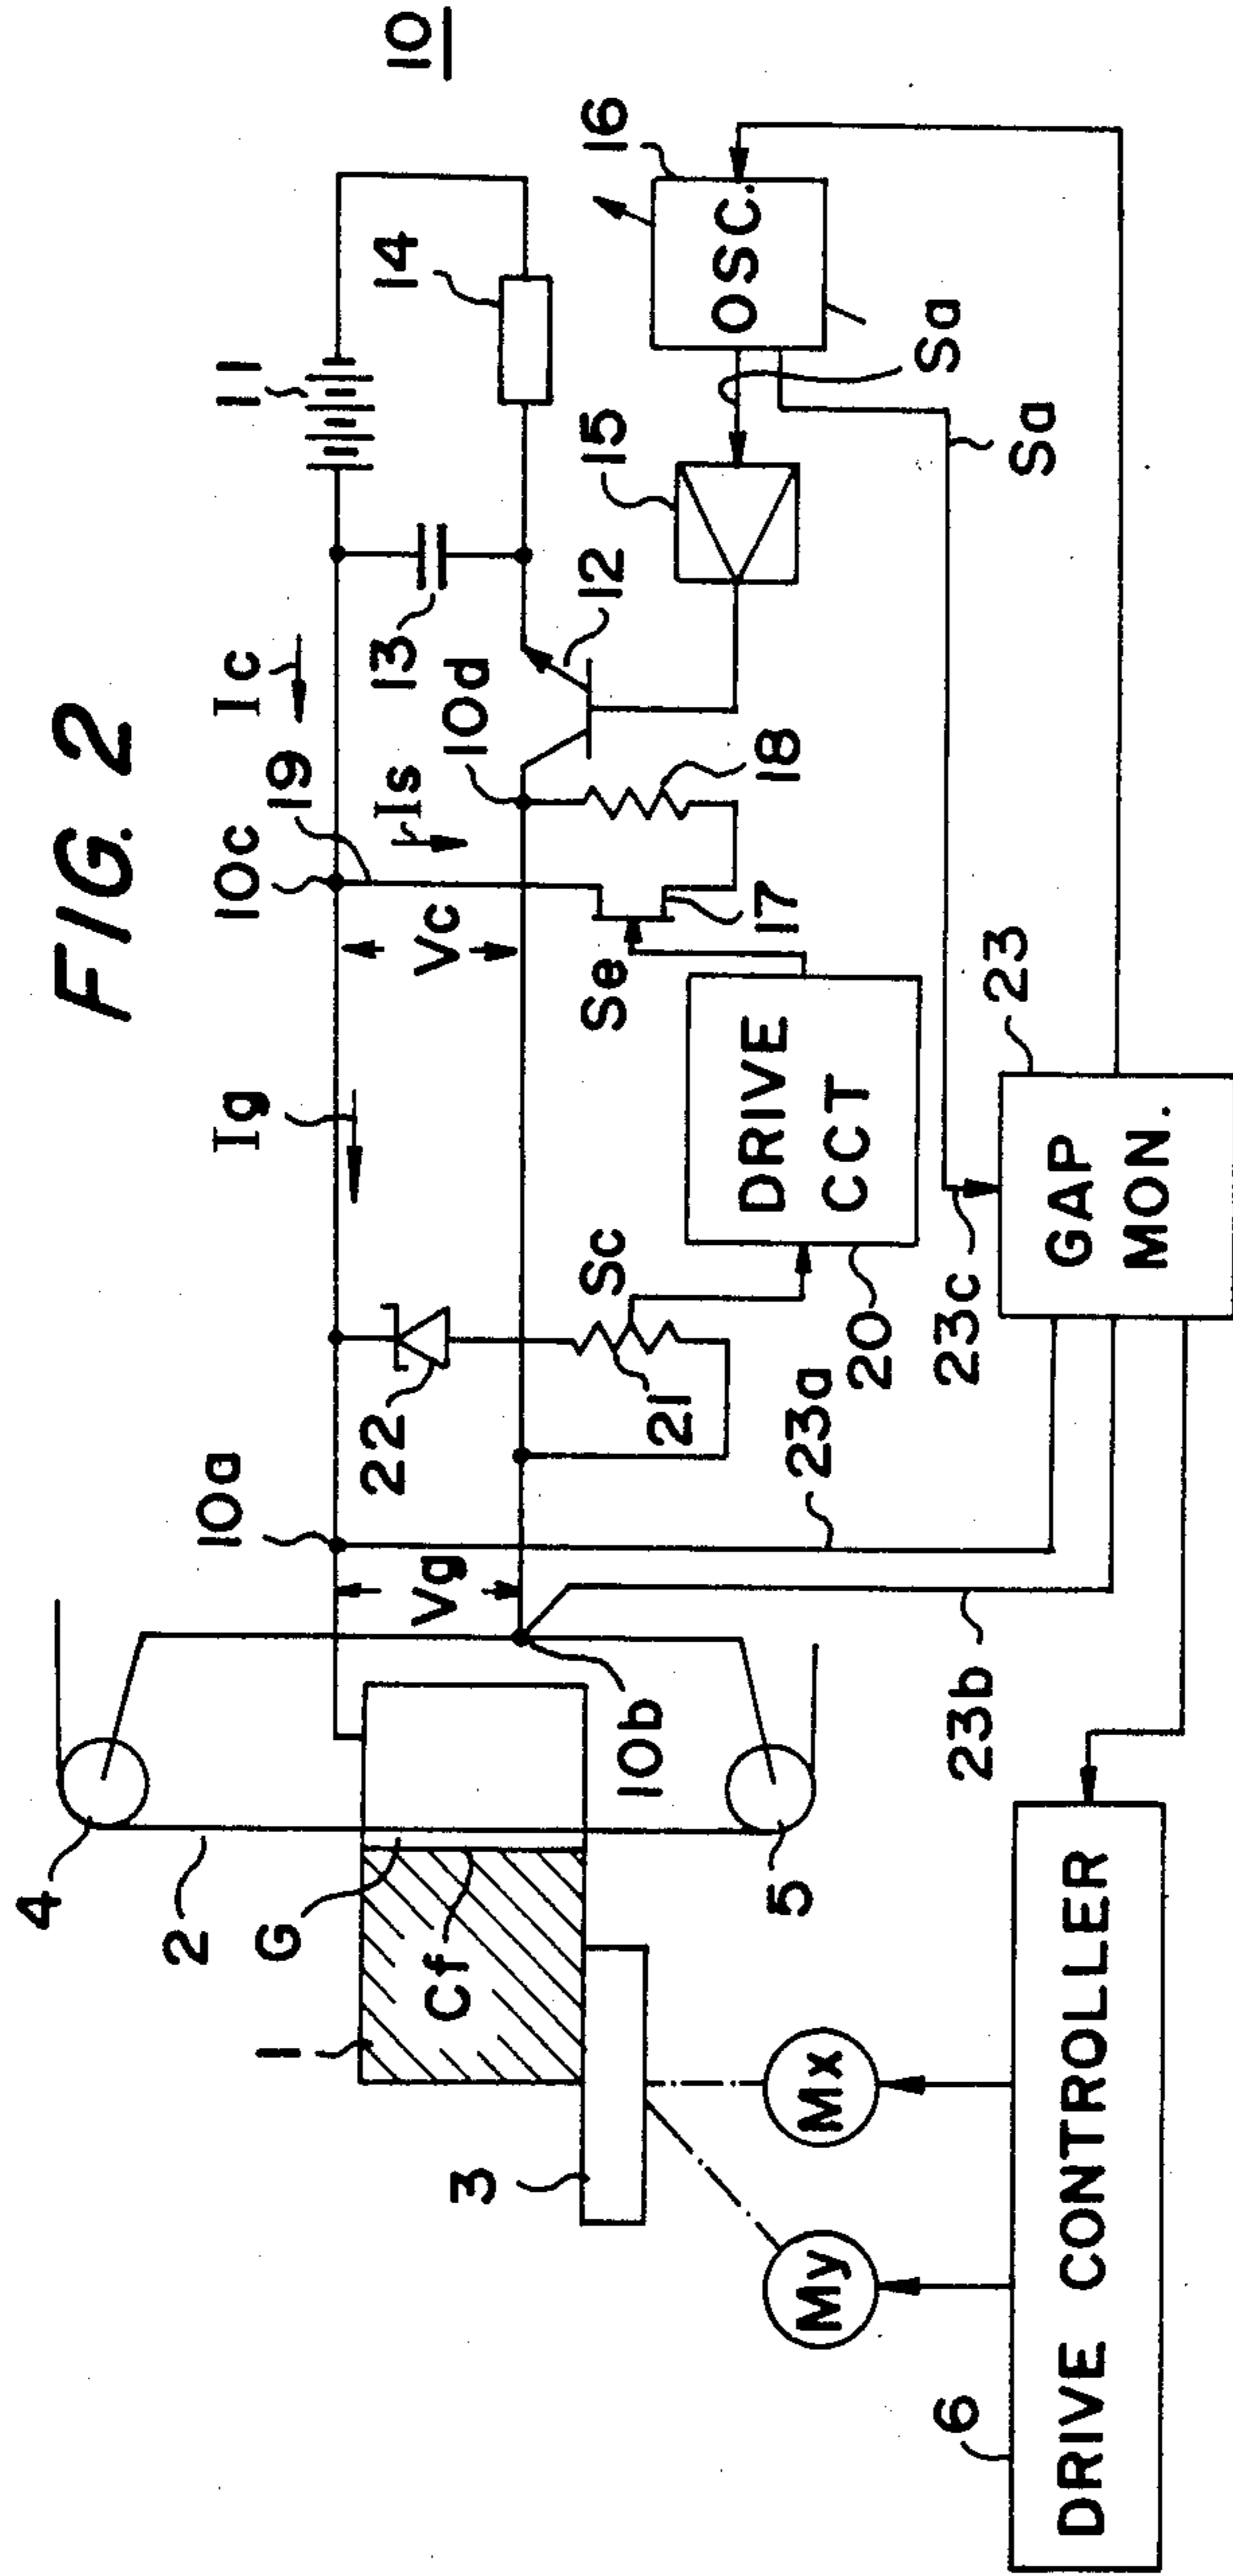 FIG. 2
10
4
2
G
1
Cf
3
5
10a
10b
Vg
22
Ig
10c
19
Ic
11
Is
Vc
10d
13
14
12
16
OSC.
15
Sa
Sa
18
17
Se
DRIVE
CCT
20
Sc
21
23a
23b
23c
23
GAP
MON.
Mx
My
6
DRIVE CONTROLLER